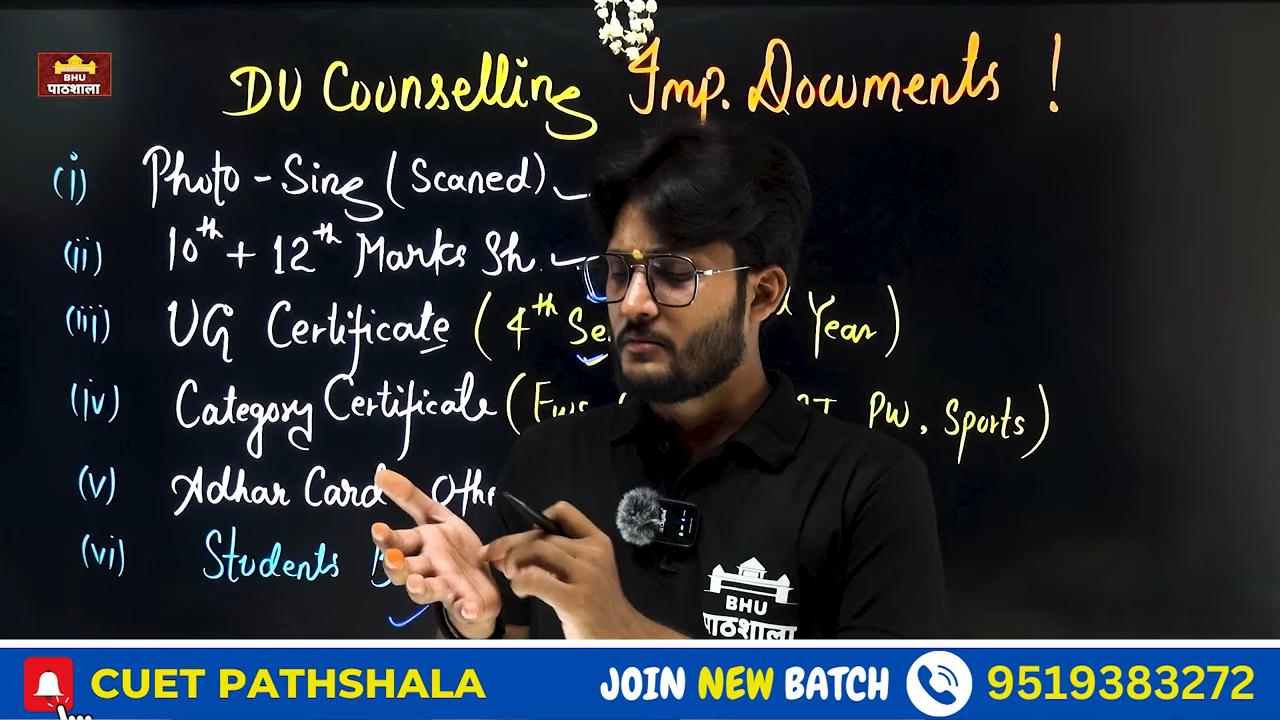 BHU
पाठशाला
DU Counselling Imp. Documents !
(i) Photo - Sing (Scaned)
(ii) 10th + 12th Marks Sh.
(iii) UG Certificate ( 4th Year )
(iv) Category Certificate ( PW, Sports )
(v) Adhar Card
(vi) Students
BHU
पाठशाला
CUET PATHSHALA
JOIN NEW BATCH 9519383272